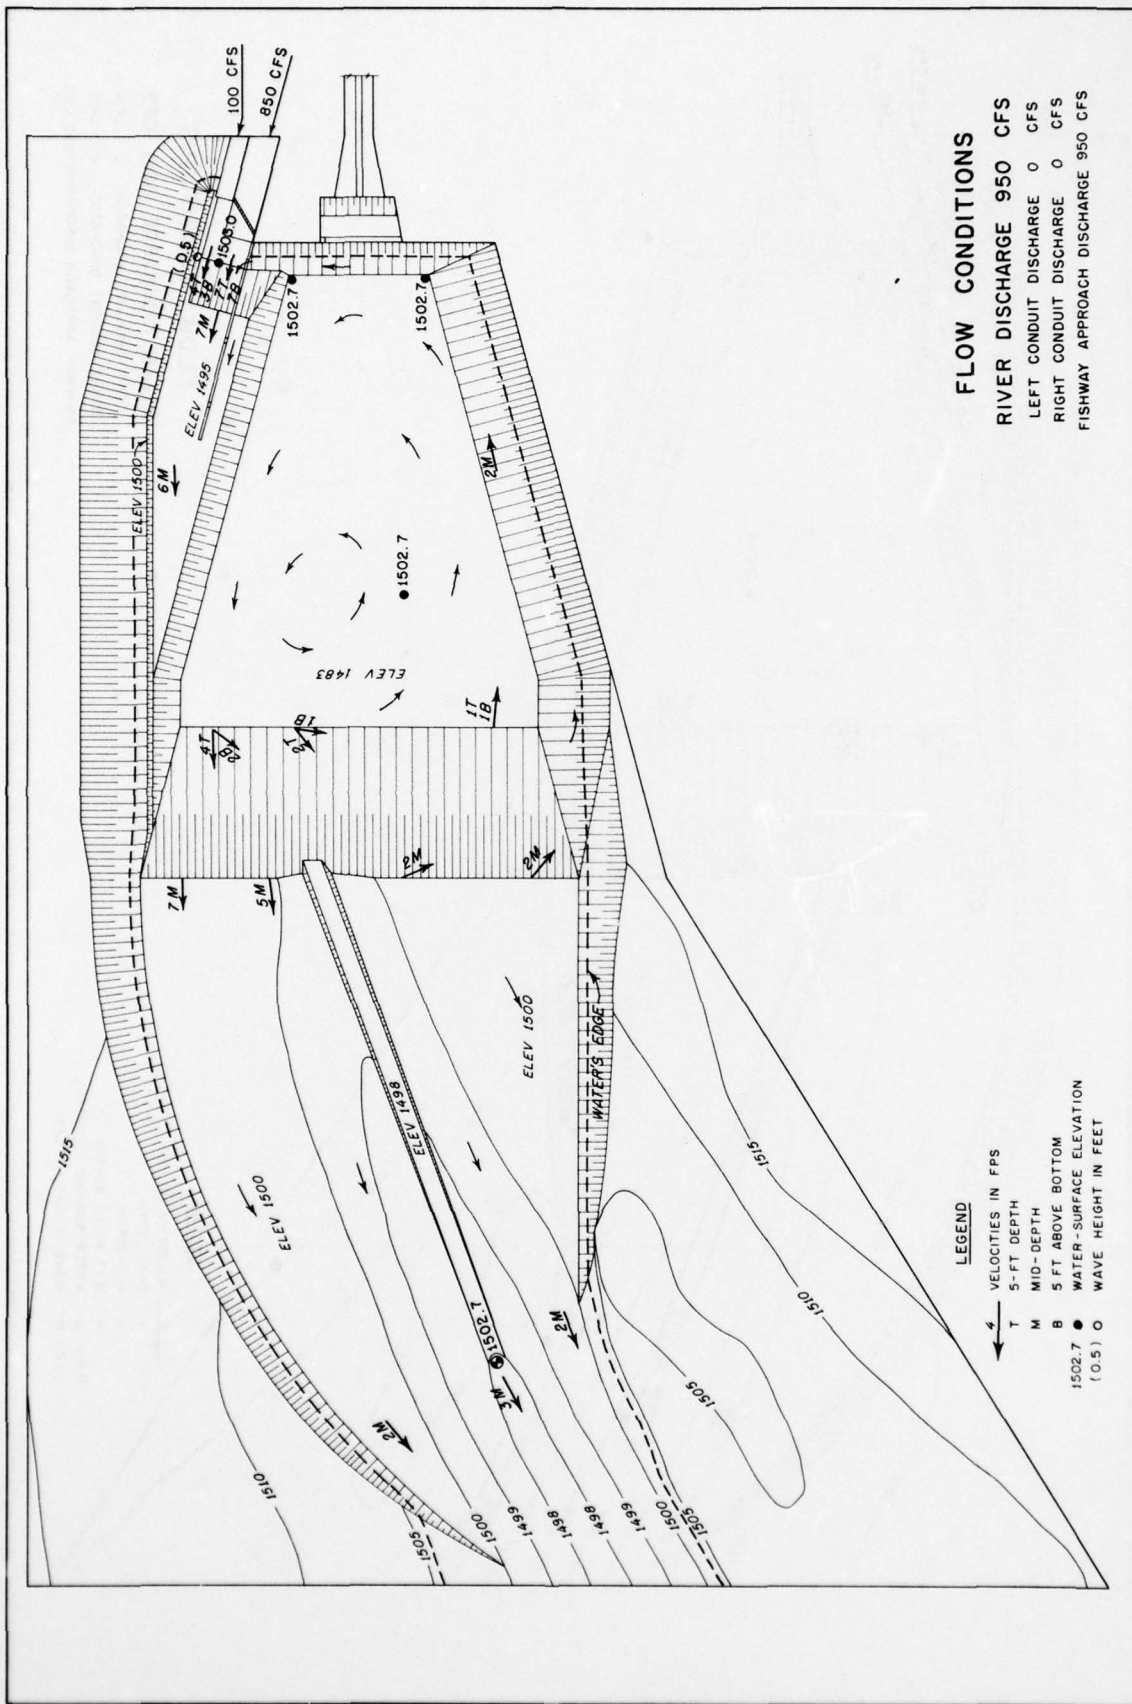 FLOW CONDITIONS
RIVER DISCHARGE 950 CFS
LEFT CONDUIT DISCHARGE 0 CFS
RIGHT CONDUIT DISCHARGE 0 CFS
FISHWAY APPROACH DISCHARGE 950 CFS
100 CFS
850 CFS
(0.5)
1503.0
4T
3B
7T
7B
7M
ELEV 1495
ELEV 1500
6M
1502.7
1502.7
2M
1502.7
ELEV 1483
1T
1B
4T
2B
2T
1B
7M
5M
2M
2M
ELEV 1498
ELEV 1500
WATER'S EDGE
ELEV 1500
1502.7
3M
2M
2M
1515
1510
1505
1500
1499
1498
1498
1499
1500
1505
1505
1510
1515
LEGEND
4 VELOCITIES IN FPS
T 5-FT DEPTH
M MID-DEPTH
B 5 FT ABOVE BOTTOM
1502.7 ● WATER-SURFACE ELEVATION
(0.5) O WAVE HEIGHT IN FEET